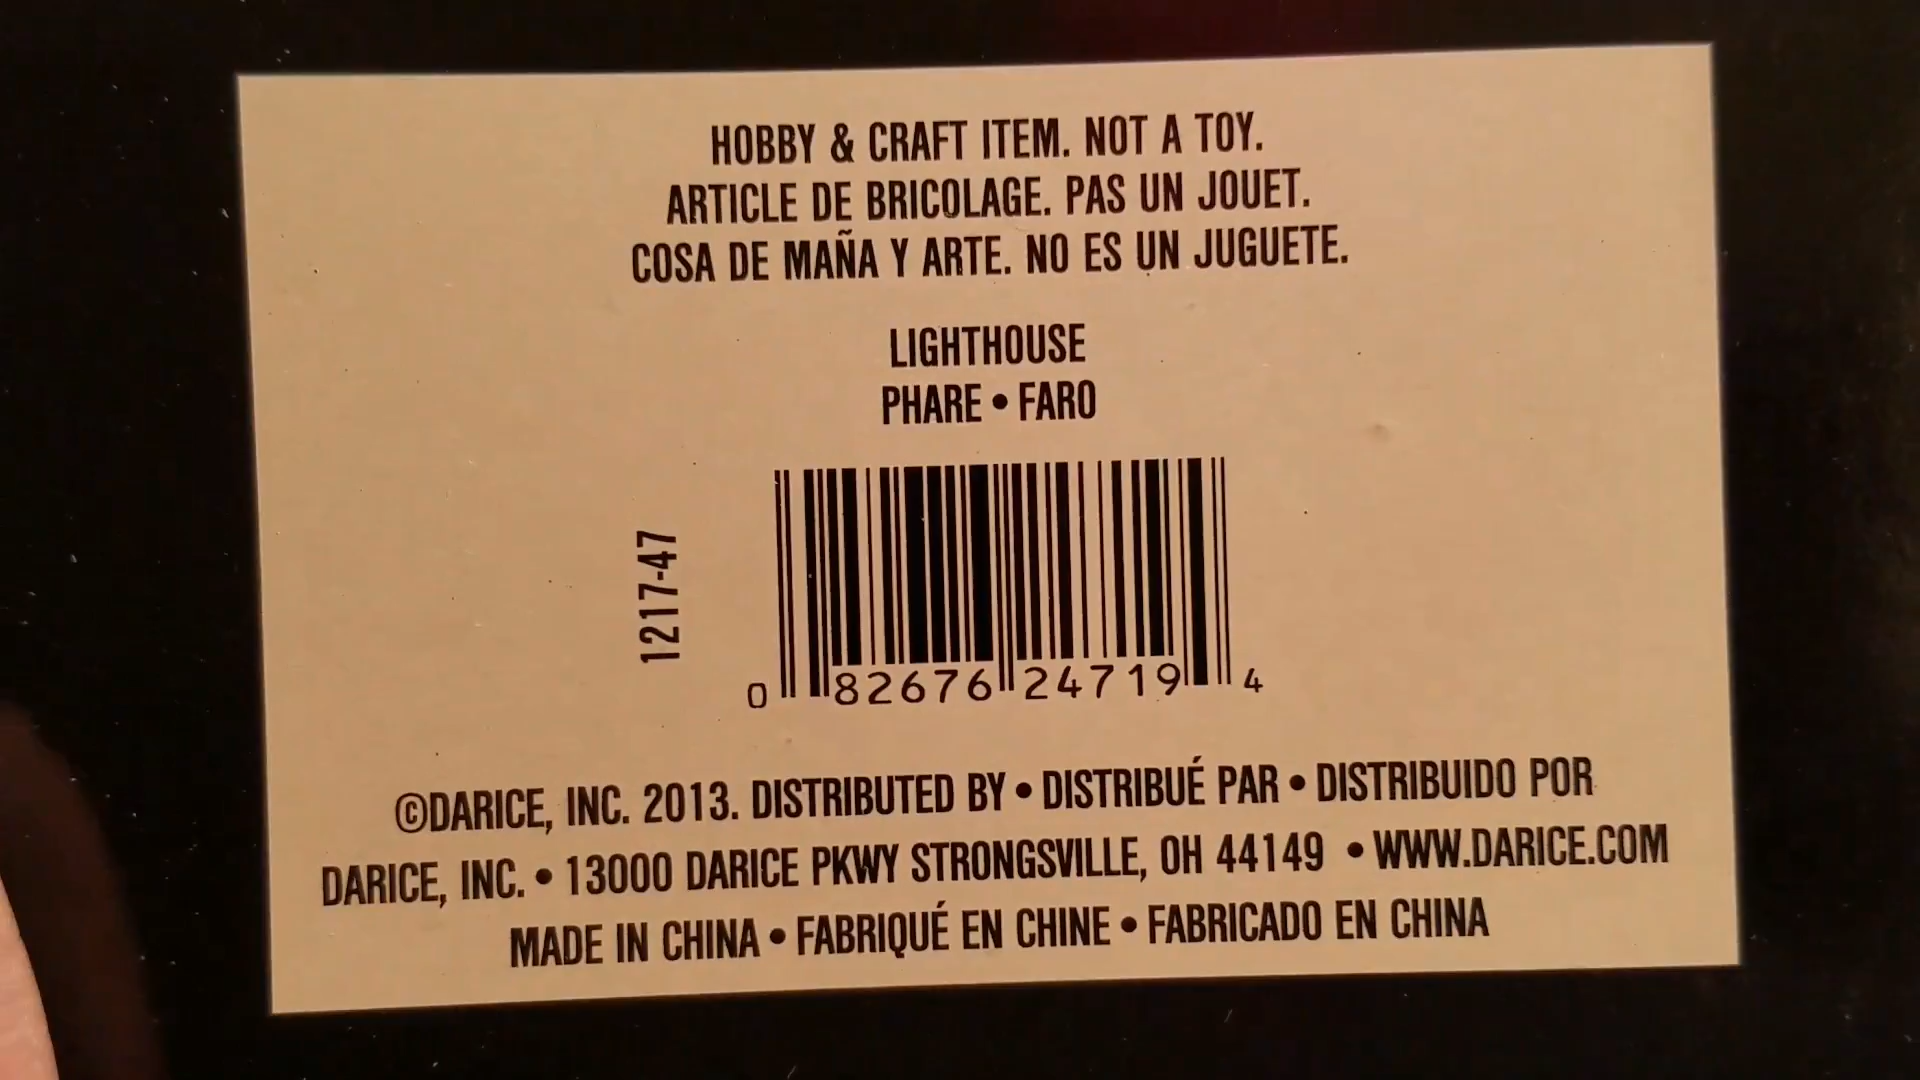 HOBBY & CRAFT ITEM. NOT A TOY.
ARTICLE DE BRICOLAGE. PAS UN JOUET.
COSA DE MAÑA Y ARTE. NO ES UN JUGUETE.
LIGHTHOUSE
PHARE • FARO
1217-47
0 82676 24719 4
©DARICE, INC. 2013. DISTRIBUTED BY • DISTRIBUÉ PAR • DISTRIBUIDO POR
DARICE, INC. • 13000 DARICE PKWY STRONGSVILLE, OH 44149 • WWW.DARICE.COM
MADE IN CHINA • FABRIQUÉ EN CHINE • FABRICADO EN CHINA